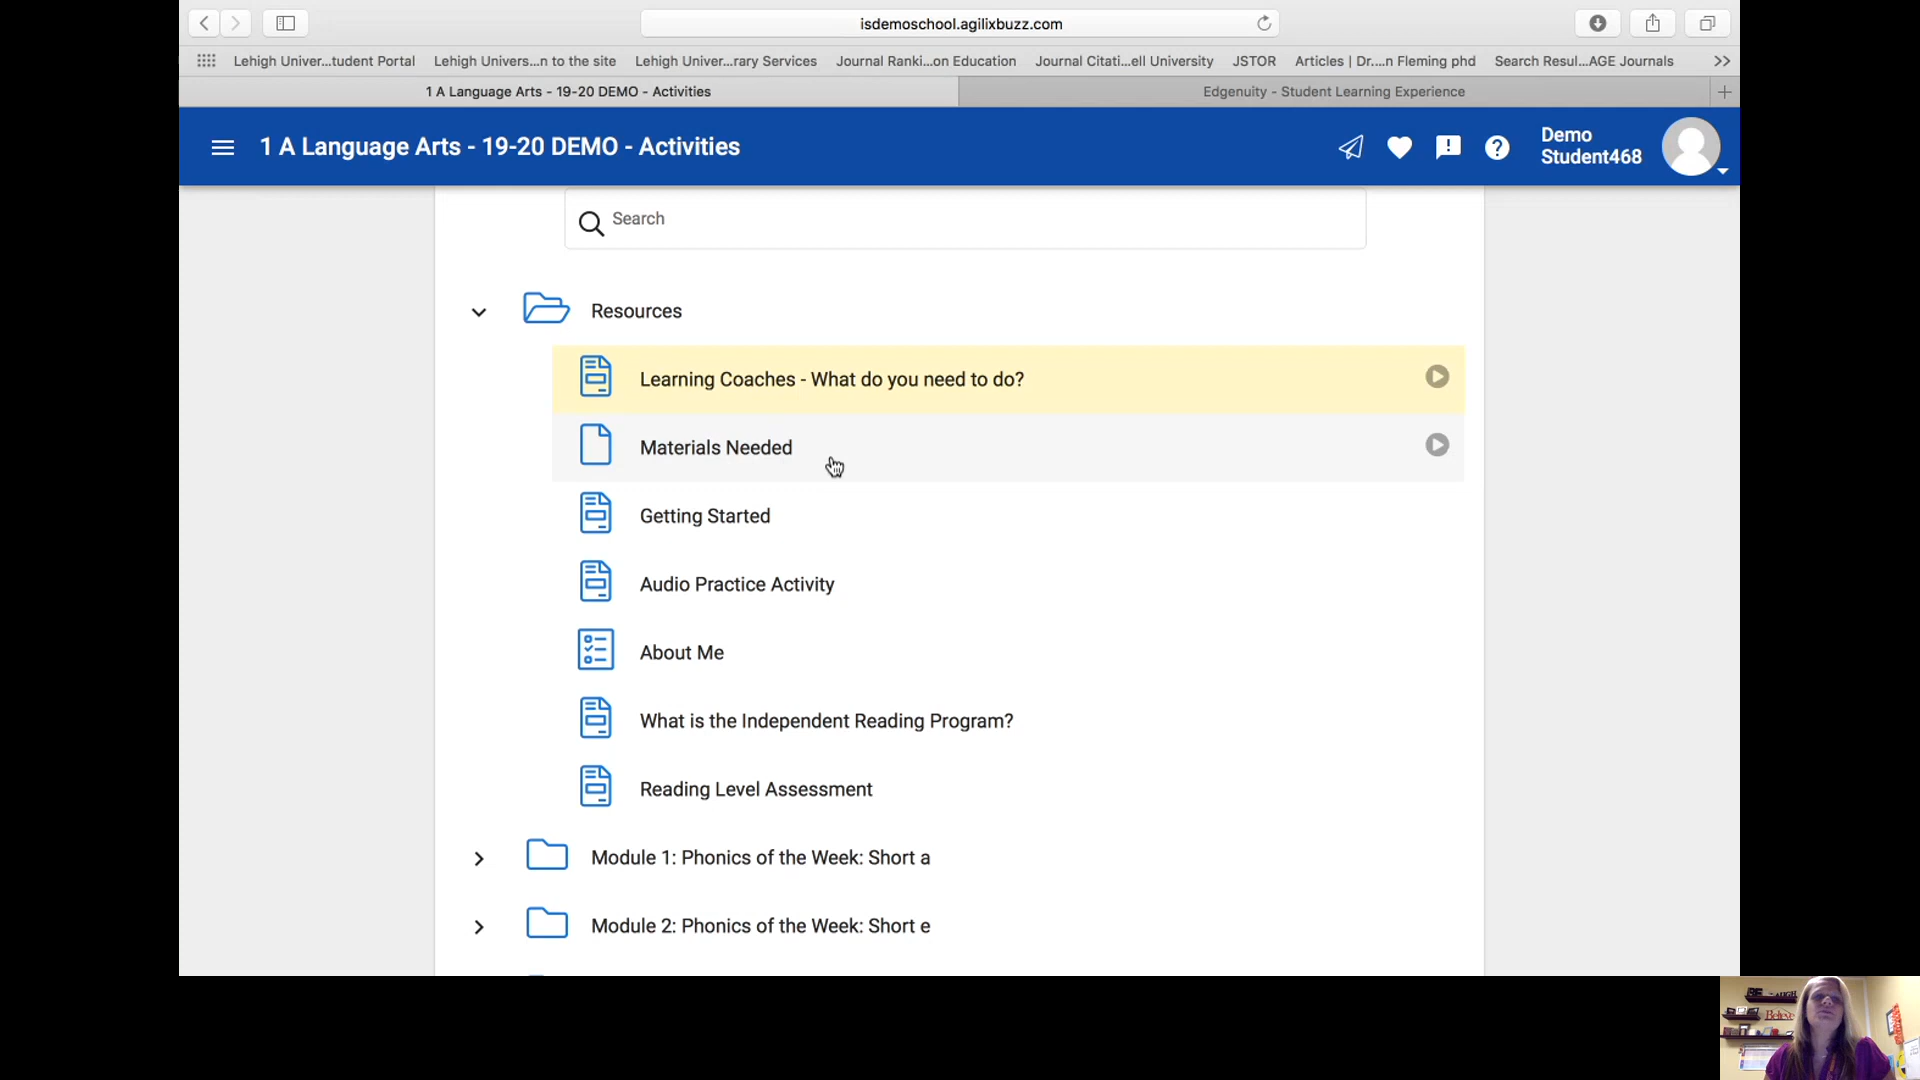 isdemoschool.agilixbuzz.com
Lehigh Univer...tudent Portal Lehigh Univers...n to the site Lehigh Univer...rary Services Journal Ranki...on Education Journal Citati...ell University JSTOR Articles | Dr....n Fleming phd Search Resul...AGE Journals
1 A Language Arts - 19-20 DEMO - Activities Edgenuity - Student Learning Experience
1 A Language Arts - 19-20 DEMO - Activities
Demo
Student468
Search
Resources
Learning Coaches - What do you need to do?
Materials Needed
Getting Started
Audio Practice Activity
About Me
What is the Independent Reading Program?
Reading Level Assessment
Module 1: Phonics of the Week: Short a
Module 2: Phonics of the Week: Short e
Believe